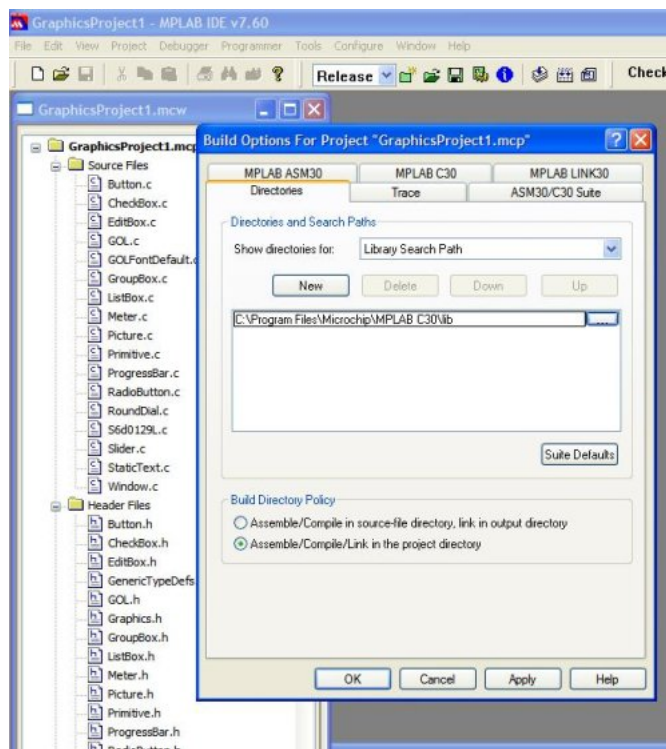 GraphicsProject1 - MPLAB IDE v7.60
File Edit View Project Debugger Programmer Tools Configure Window Help
Release Check
GraphicsProject1.mcw
GraphicsProject1.mcp
Source Files
Button.c
CheckBox.c
EditBox.c
GOL.c
GOLFontDefault.c
GroupBox.c
ListBox.c
Meter.c
Picture.c
Primitive.c
ProgressBar.c
RadioButton.c
RoundDial.c
S6d0129L.c
Slider.c
StaticText.c
Window.c
Header Files
Button.h
CheckBox.h
EditBox.h
GenericTypeDefs.
GOL.h
Graphics.h
GroupBox.h
ListBox.h
Meter.h
Picture.h
Primitive.h
ProgressBar.h
RadioButton.h
Build Options For Project "GraphicsProject1.mcp"
MPLAB ASM30 MPLAB C30 MPLAB LINK30
Directories Trace ASM30/C30 Suite
Directories and Search Paths
Show directories for: Library Search Path
New Delete Down Up
C:\Program Files\Microchip\MPLAB C30\lib ...
Suite Defaults
Build Directory Policy
Assemble/Compile in source-file directory, link in output directory
Assemble/Compile/Link in the project directory
OK Cancel Apply Help